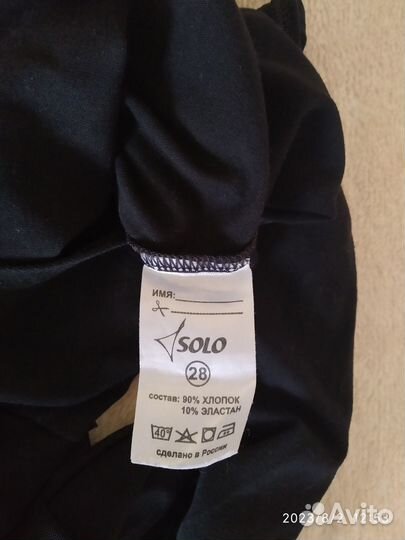 ИМЯ:
SOLO
28
состав: 90% ХЛОПОК
10% ЭЛАСТАН
40°
сделано в России
Avito